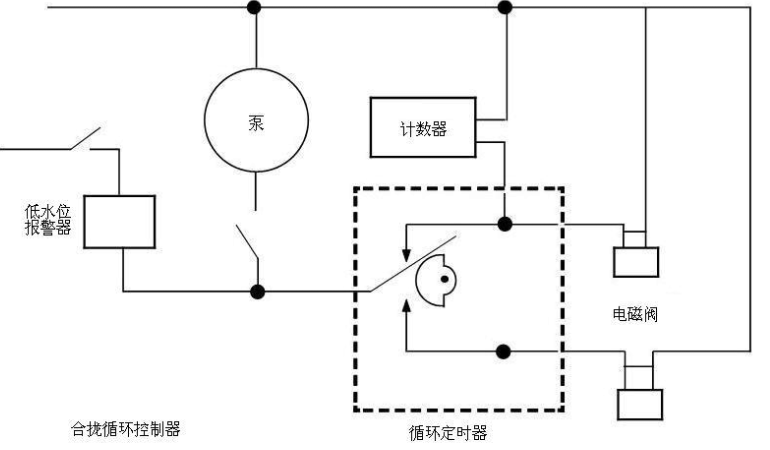 泵
计数器
低水位
报警器
电磁阀
合拢循环控制器
循环定时器